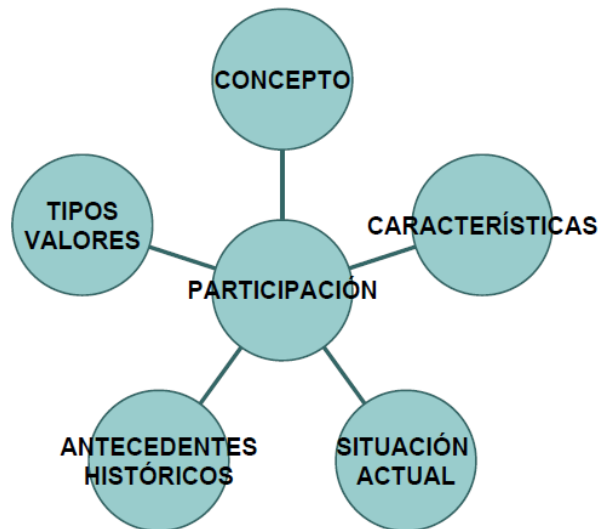 CONCEPTO
TIPOS
VALORES
CARACTERÍSTICAS
PARTICIPACIÓN
ANTECEDENTES
HISTÓRICOS
SITUACIÓN
ACTUAL